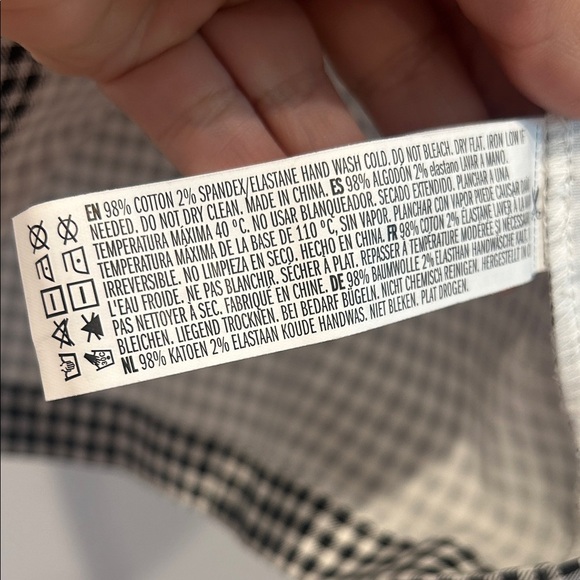 EN 98% COTTON 2% SPANDEX/ELASTANE HAND WASH COLD. DO NOT BLEACH. DRY FLAT. IRON LOW IF
NEEDED. DO NOT DRY CLEAN. MADE IN CHINA. ES 98% ALGODÓN 2% elastano LAVAR A MANO.
TEMPERATURA MÁXIMA 40 °C. NO USAR BLANQUEADOR. SECADO EXTENDIDO. PLANCHAR A UNA
TEMPERATURA MÁXIMA DE LA BASE DE 110 °C, SIN VAPOR. PLANCHAR CON VAPOR PUEDE CAUSAR DAÑO
IRREVERSIBLE. NO LIMPIEZA EN SECO. HECHO EN CHINA. FR 98% COTON 2% ELASTANE LAVER À LA MAIN
L'EAU FROIDE. NE PAS BLANCHIR. SÉCHER À PLAT. REPASSER À TEMPÉRATURE MODÉRÉE SI NÉCESSAIRE
PAS NETTOYER À SEC. FABRIQUÉ EN CHINE. DE 98% BAUMWOLLE 2% ELASTHAN HANDWÄSCHE KALT.
BLEICHEN. LIEGEND TROCKNEN. BEI BEDARF BÜGELN. NICHT CHEMISCH REINIGEN. HERGESTELLT IN
NL 98% KATOEN 2% ELASTAAN KOUDE HANDWAS. NIET BLEKEN. PLAT DROGEN.